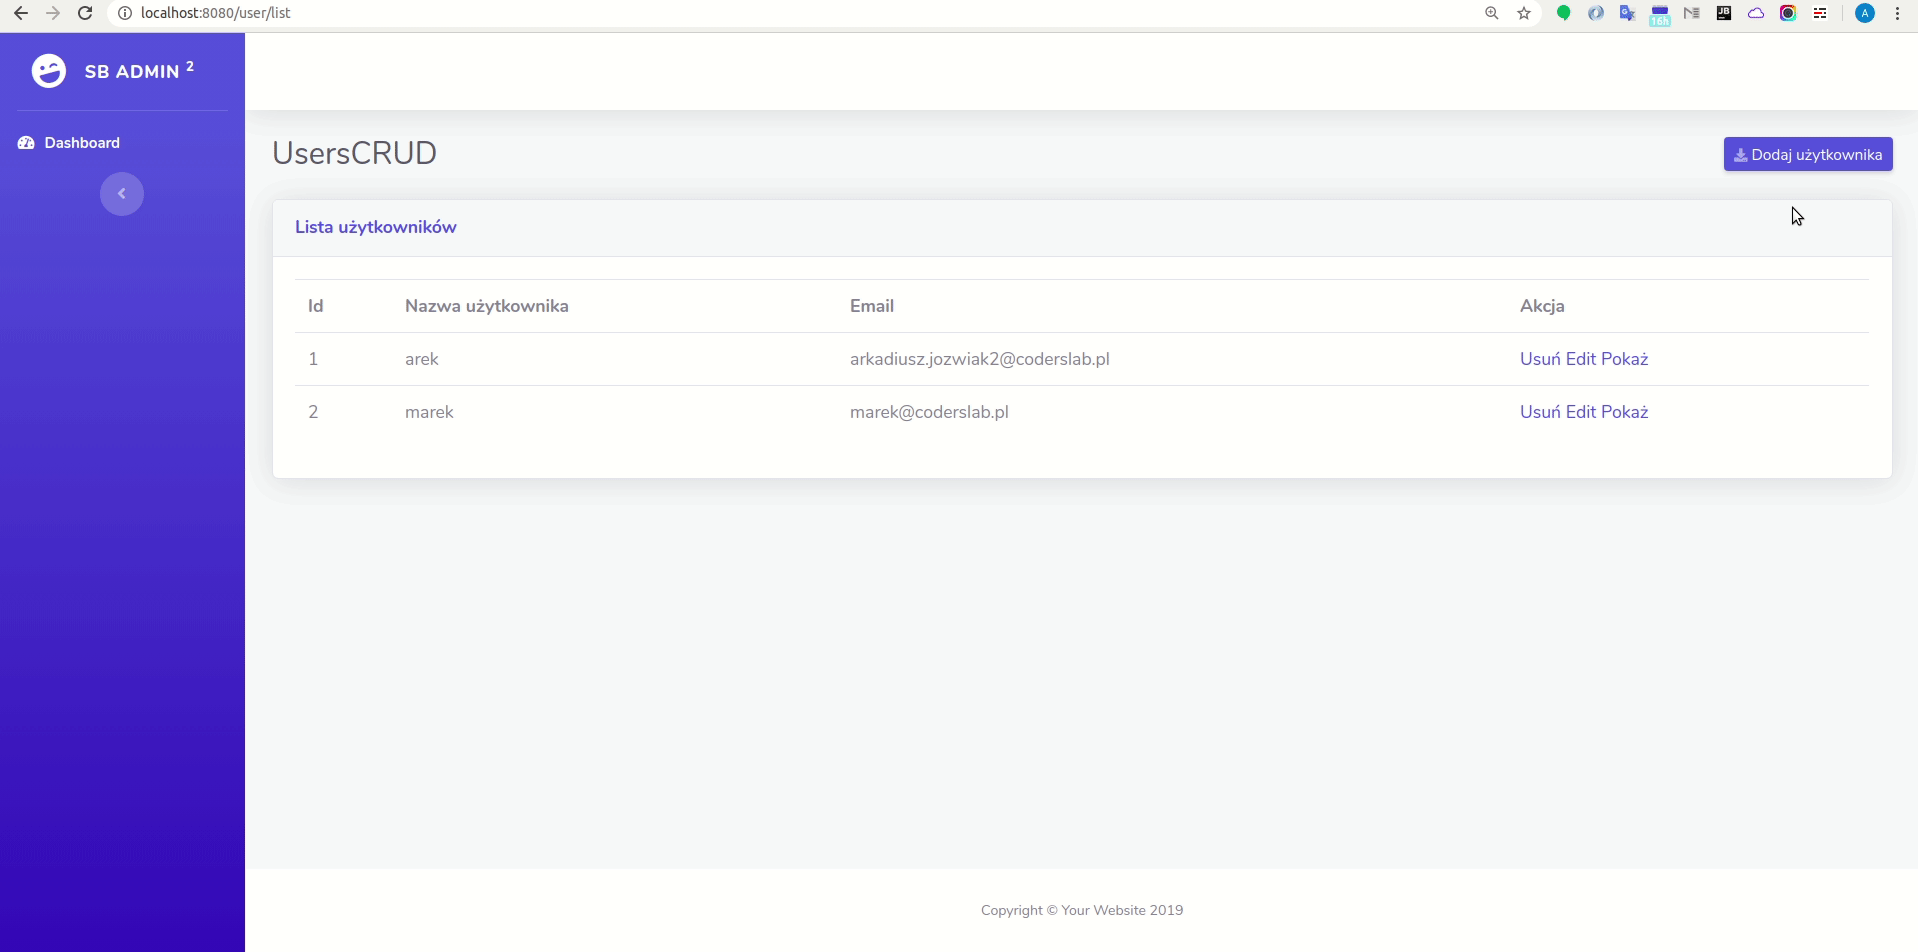 localhost:8080/user/list
16h
JB
A
SB ADMIN 2
Dashboard
UsersCRUD
Dodaj użytkownika
Lista użytkowników
Id Nazwa użytkownika Email Akcja
1 arek arkadiusz.jozwiak2@coderslab.pl Usuń Edit Pokaż
2 marek marek@coderslab.pl Usuń Edit Pokaż
Copyright © Your Website 2019